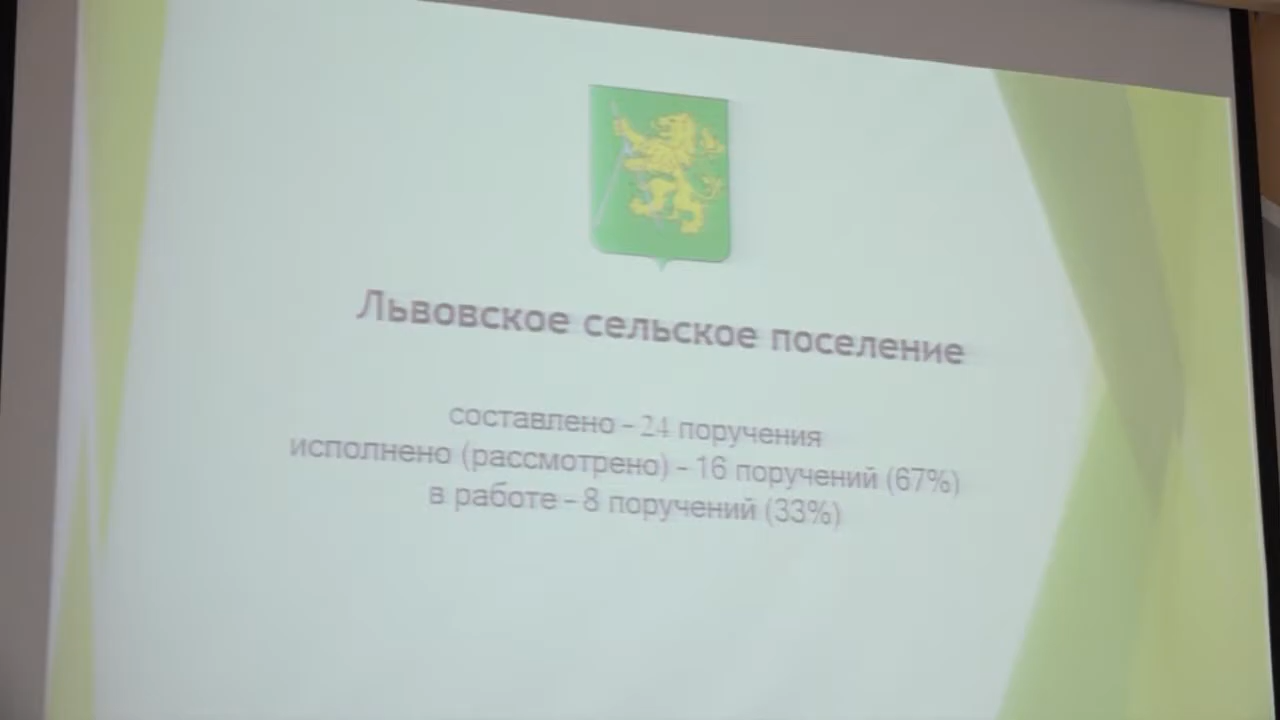 Львовское сельское поселение
составлено - 24 поручения
исполнено (рассмотрено) - 16 поручений (67%)
в работе - 8 поручений (33%)